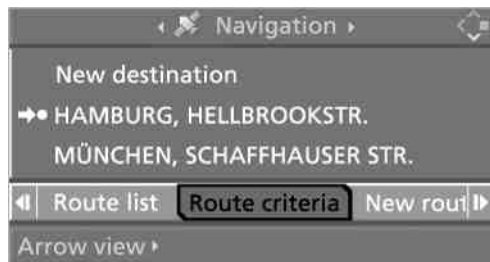 Navigation
New destination
HAMBURG, HELLBROOKSTR.
MÜNCHEN, SCHAFFHAUSER STR.
Route list Route criteria New rout
Arrow view